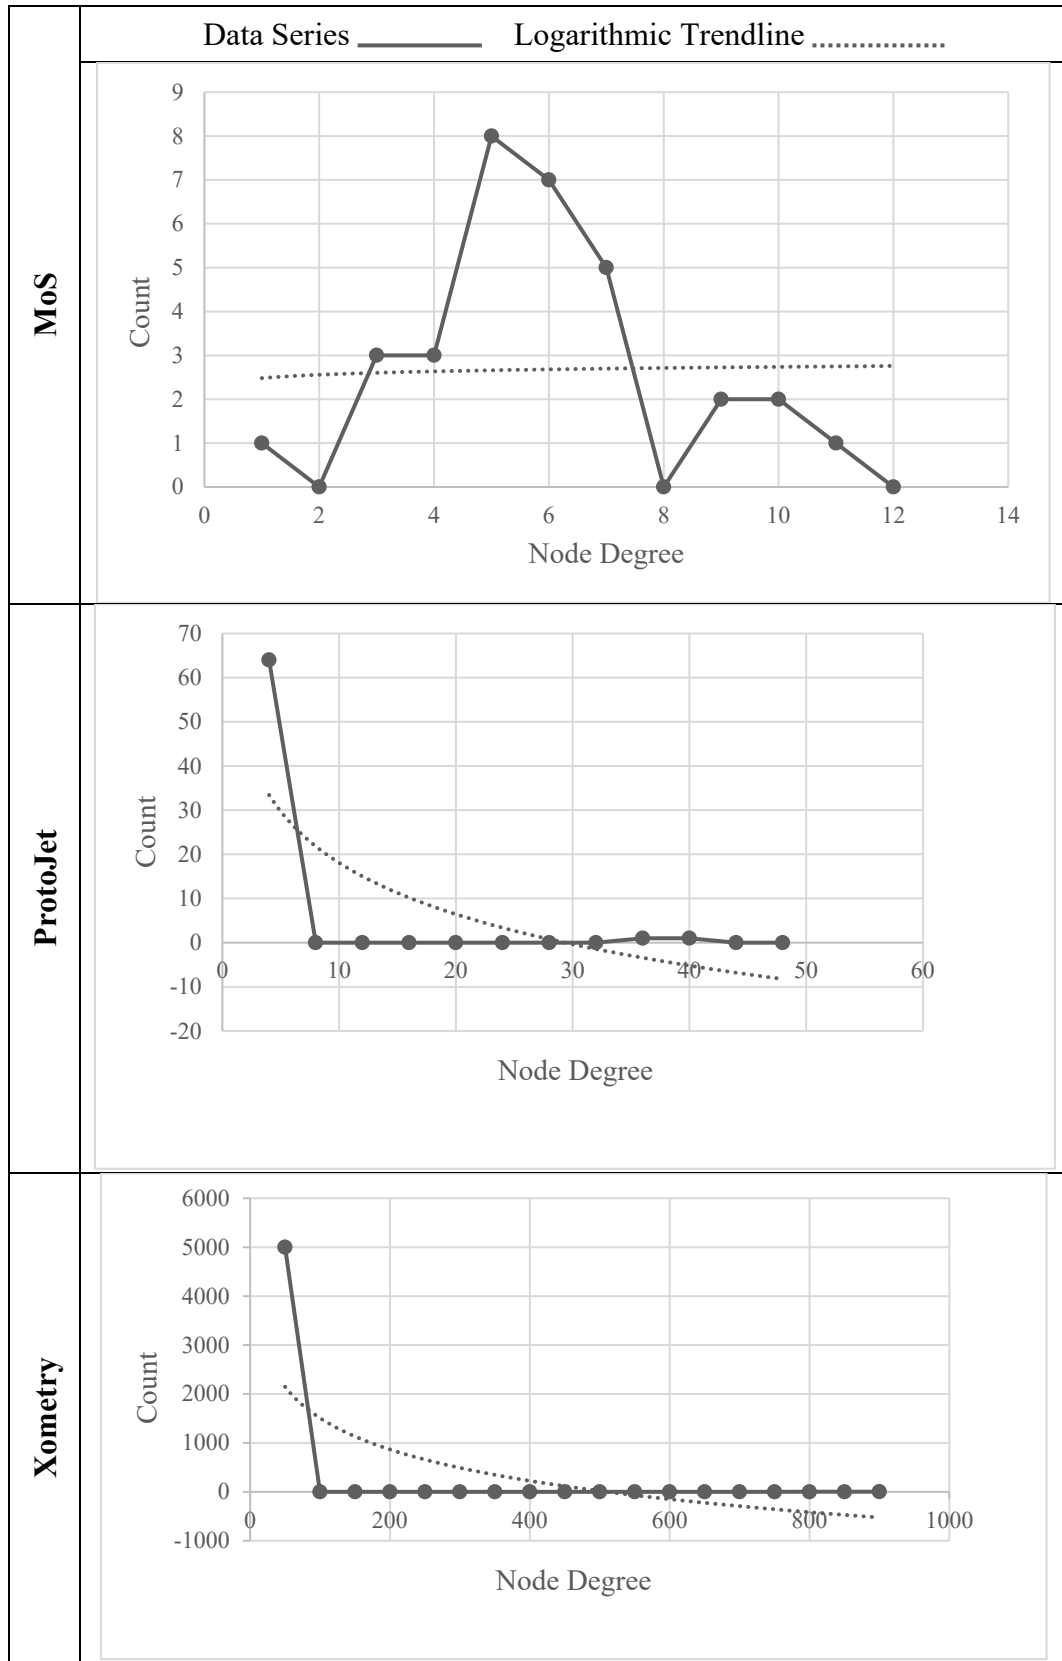 Data Series Logarithmic Trendline
MoS
9
8
7
6
5
4
3
2
1
0
0 2 4 6 8 10 12 14
Count
Node Degree
ProtoJet
70
60
50
40
30
20
10
0
-10
-20
0 10 20 30 40 50 60
Count
Node Degree
Xometry
6000
5000
4000
3000
2000
1000
0
-1000
0 200 400 600 800 1000
Count
Node Degree